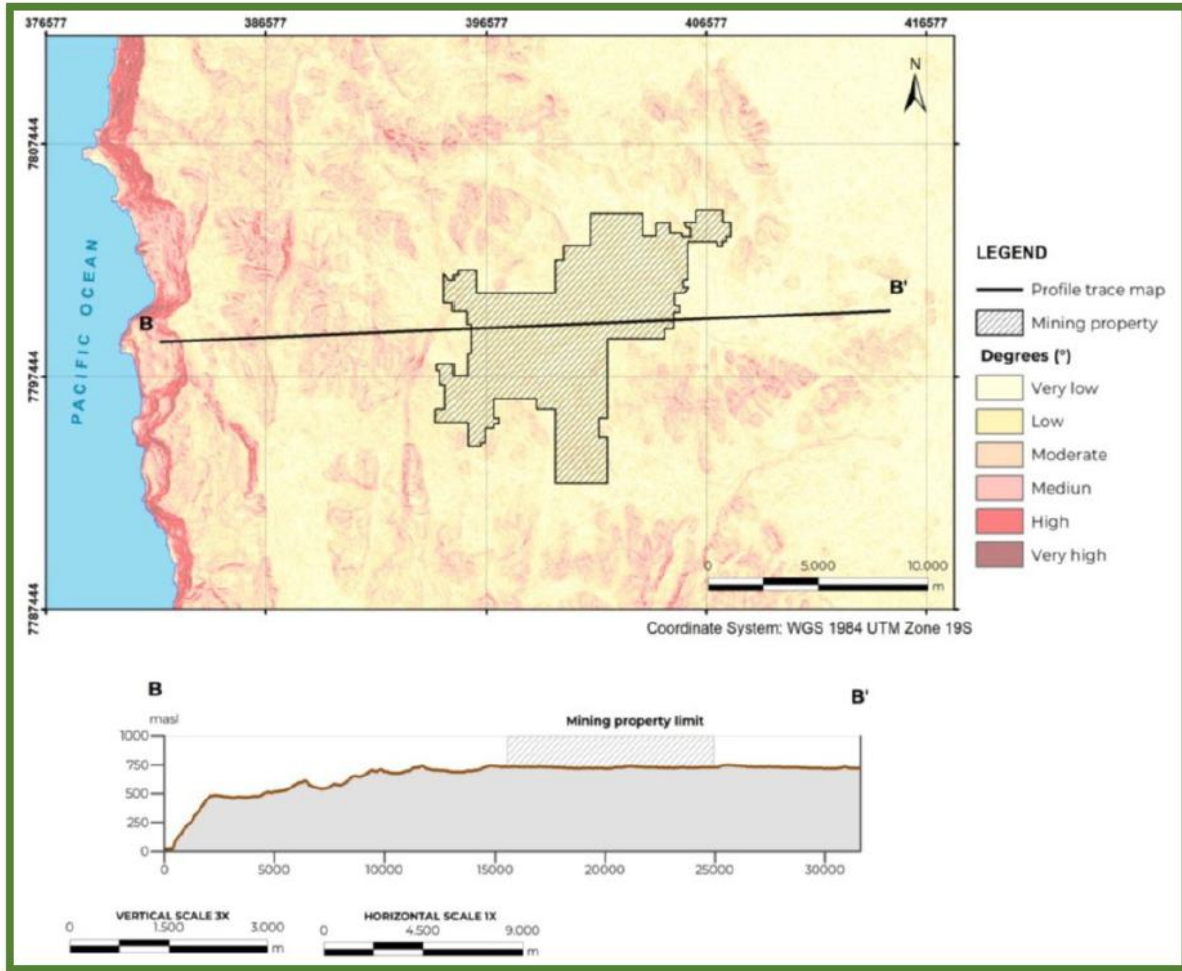 376577 386577 396577 406577 416577
N
7807444
7797444
7787444
PACIFIC OCEAN
B
B'
LEGEND
Profile trace map
Mining property
Degrees (°)
Very low
Low
Moderate
Mediun
High
Very high
0 5.000 10.000
m
Coordinate System: WGS 1984 UTM Zone 19S
B
B'
masl
Mining property limit
1000
750
500
250
0
0 5000 10000 15000 20000 25000 30000
VERTICAL SCALE 3X
0 1.500 3.000
m
HORIZONTAL SCALE 1X
0 4.500 9.000
m